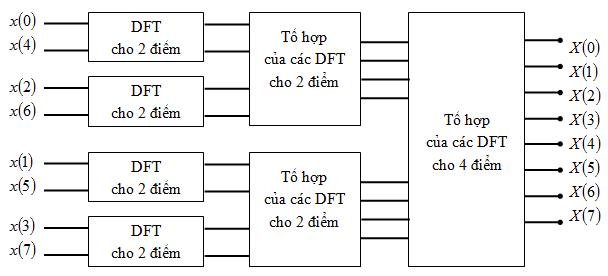 x(0)
x(4)
DFT
cho 2 điểm
x(2)
x(6)
DFT
cho 2 điểm
Tổ hợp
của các DFT
cho 2 điểm
x(1)
x(5)
DFT
cho 2 điểm
x(3)
x(7)
DFT
cho 2 điểm
Tổ hợp
của các DFT
cho 2 điểm
Tổ hợp
của các DFT
cho 4 điểm
X(0)
X(1)
X(2)
X(3)
X(4)
X(5)
X(6)
X(7)